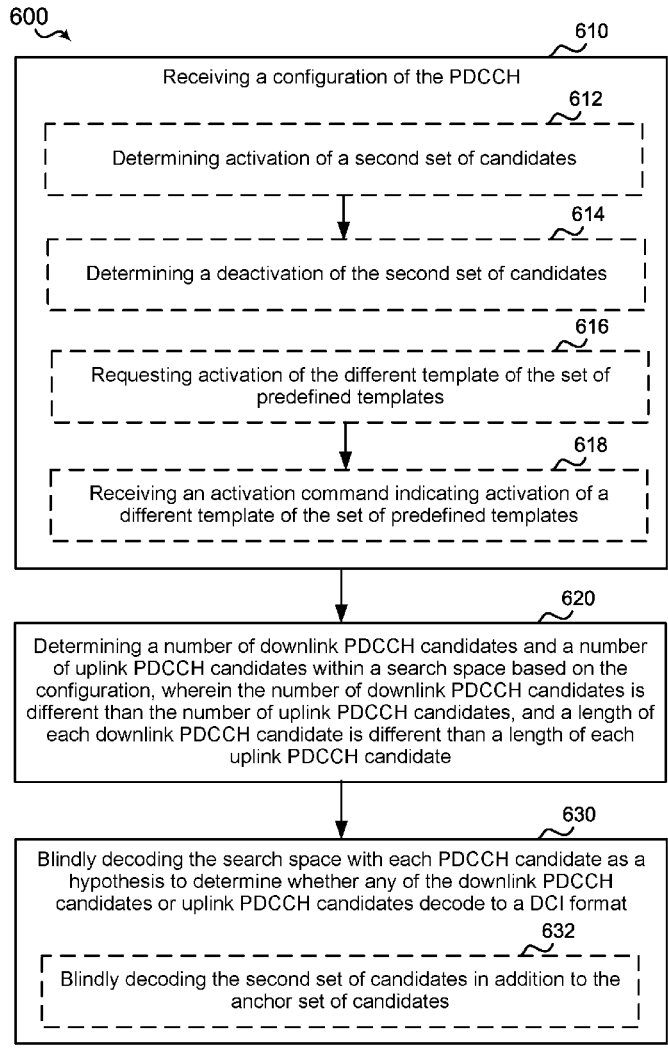 600
610
Receiving a configuration of the PDCCH
612
Determining activation of a second set of candidates
614
Determining a deactivation of the second set of candidates
616
Requesting activation of the different template of the set of
predefined templates
618
Receiving an activation command indicating activation of a
different template of the set of predefined templates
620
Determining a number of downlink PDCCH candidates and a number
of uplink PDCCH candidates within a search space based on the
configuration, wherein the number of downlink PDCCH candidates is
different than the number of uplink PDCCH candidates, and a length of
each downlink PDCCH candidate is different than a length of each
uplink PDCCH candidate
630
Blindly decoding the search space with each PDCCH candidate as a
hypothesis to determine whether any of the downlink PDCCH
candidates or uplink PDCCH candidates decode to a DCI format
632
Blindly decoding the second set of candidates in addition to the
anchor set of candidates